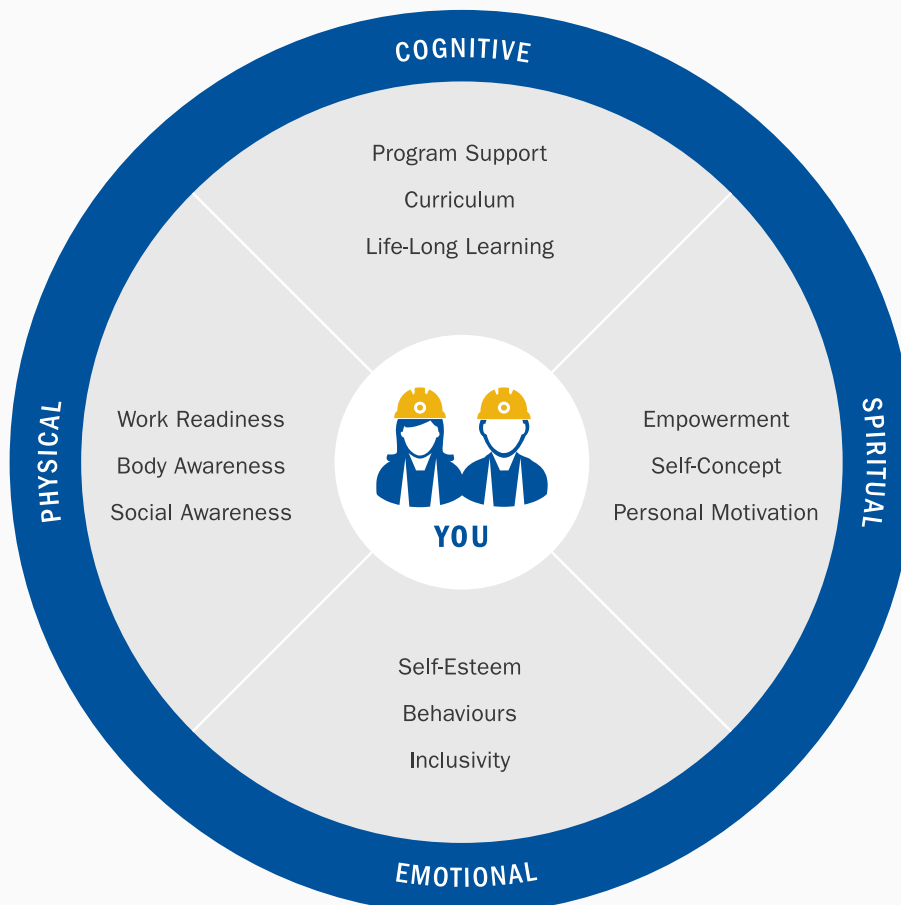 COGNITIVE
Program Support
Curriculum
Life-Long Learning
PHYSICAL
Work Readiness
Body Awareness
Social Awareness
YOU
Empowerment
Self-Concept
Personal Motivation
SPIRITUAL
Self-Esteem
Behaviours
Inclusivity
EMOTIONAL